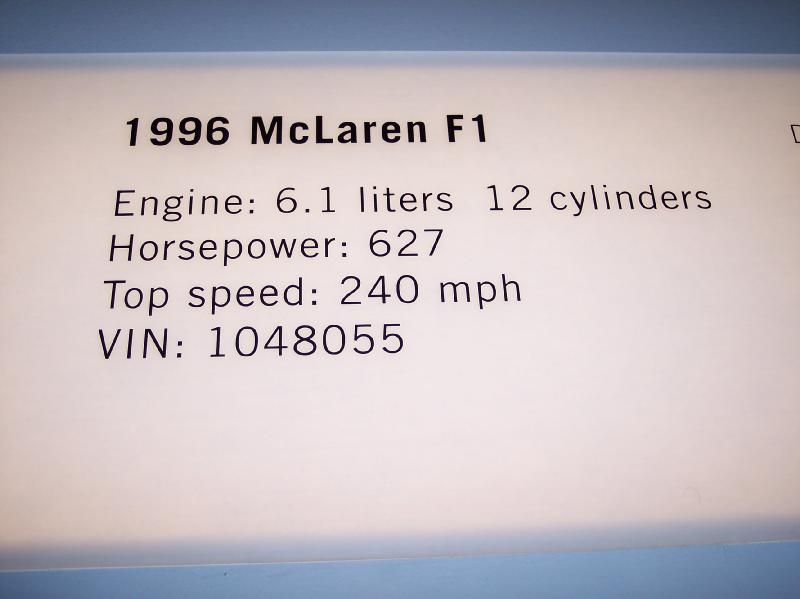 1996 McLaren F1
Engine: 6.1 liters 12 cylinders
Horsepower: 627
Top speed: 240 mph
VIN: 1048055